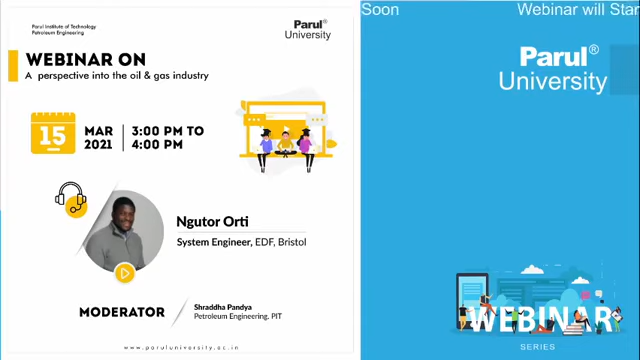 Parul Institute of Technology
Petroleum Engineering
Parul®
University
WEBINAR ON
A perspective into the oil & gas industry
15
MAR
2021
3:00 PM TO
4:00 PM
Ngutor Orti
System Engineer, EDF, Bristol
MODERATOR
Shraddha Pandya
Petroleum Engineering, PIT
www.paruluniversity.ac.in
Soon
Webinar will Star
Parul®
University
WEBINAR
SERIES